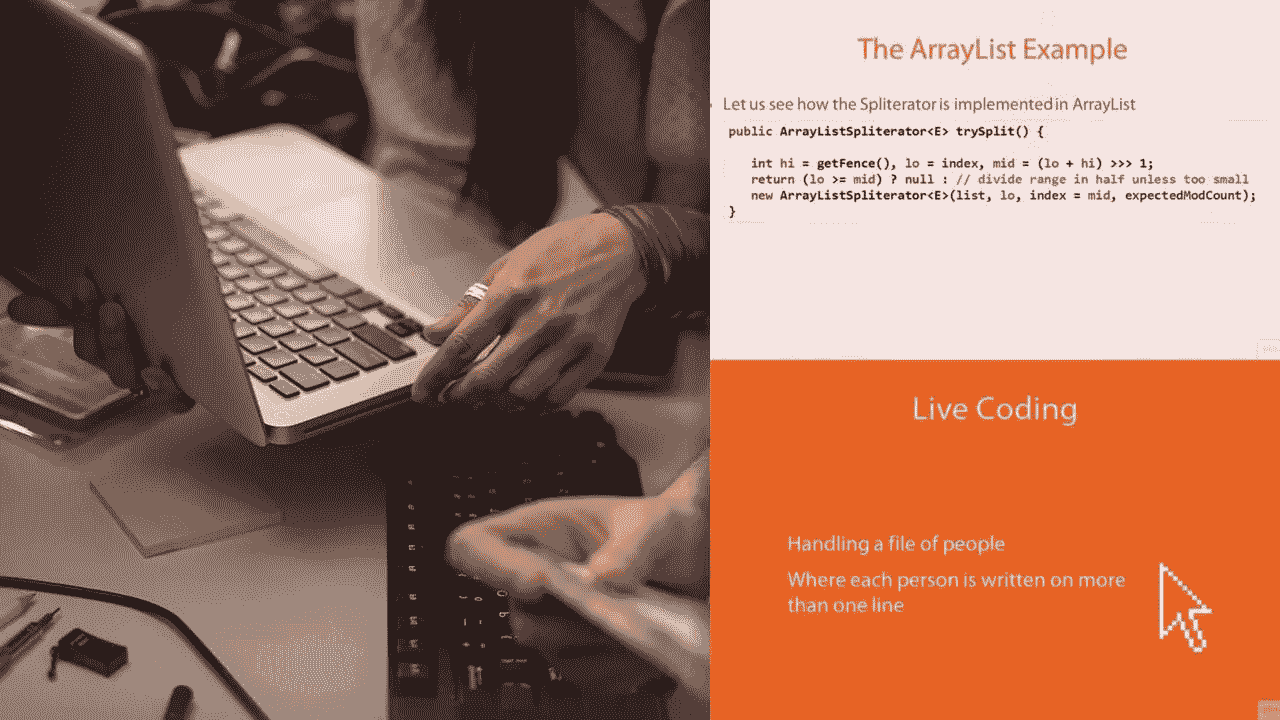 The ArrayList Example
Let us see how the Spliterator is implemented in ArrayList
public ArrayListSpliterator<E> trySplit() {
int hi = getFence(), lo = index, mid = (lo + hi) >>> 1;
return (lo >= mid) ? null : // divide range in half unless too small
new ArrayListSpliterator<E>(list, lo, index = mid, expectedModCount);
}
Live Coding
Handling a file of people
Where each person is written on more
than one line